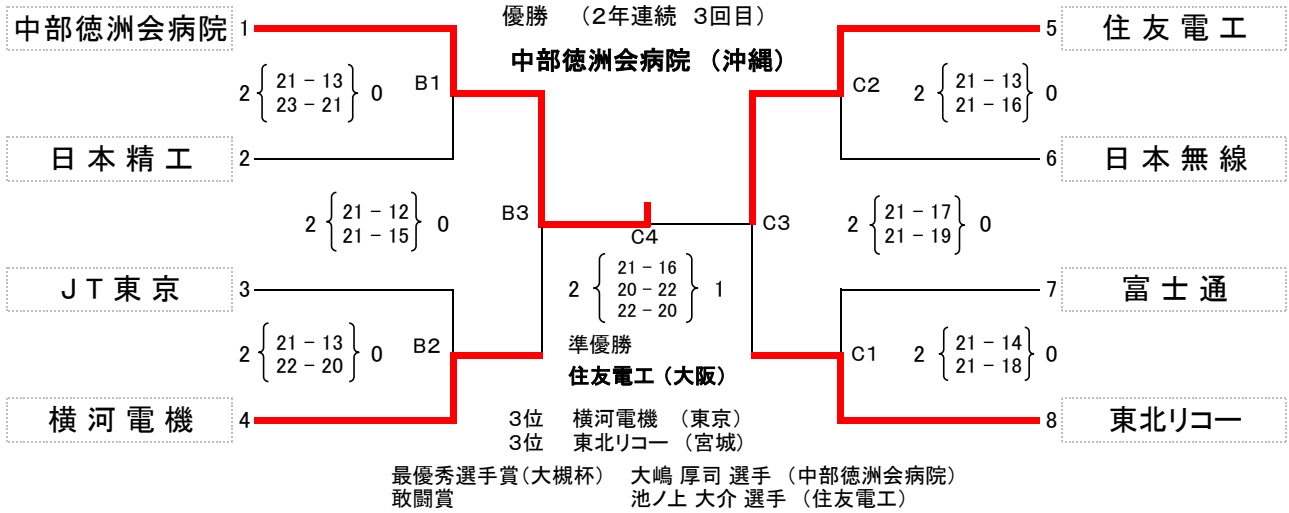 優勝 （２年連続 ３回目）
中部徳洲会病院 （沖縄）
中部徳洲会病院 1
2 { 21 − 13 } 0
23 − 21
B1
日 本 精 工 2
2 { 21 − 12 } 0
21 − 15
B3
ＪＴ東京 3
2 { 21 − 13 } 0
22 − 20
B2
横 河 電 機 4
5 住 友 電 工
C2
2 { 21 − 13 } 0
21 − 16
6 日 本 無 線
C3
2 { 21 − 17 } 0
21 − 19
7 富 士 通
C1
2 { 21 − 14 } 0
21 − 18
8 東北リコー
C4
21 − 16
2 { 20 − 22 } 1
22 − 20
準優勝
住友電工（大阪）
３位 横河電機 （東京）
３位 東北リコー （宮城）
最優秀選手賞（大槻杯） 大嶋 厚司 選手 （中部徳洲会病院）
敢闘賞 池ノ上 大介 選手 （住友電工）